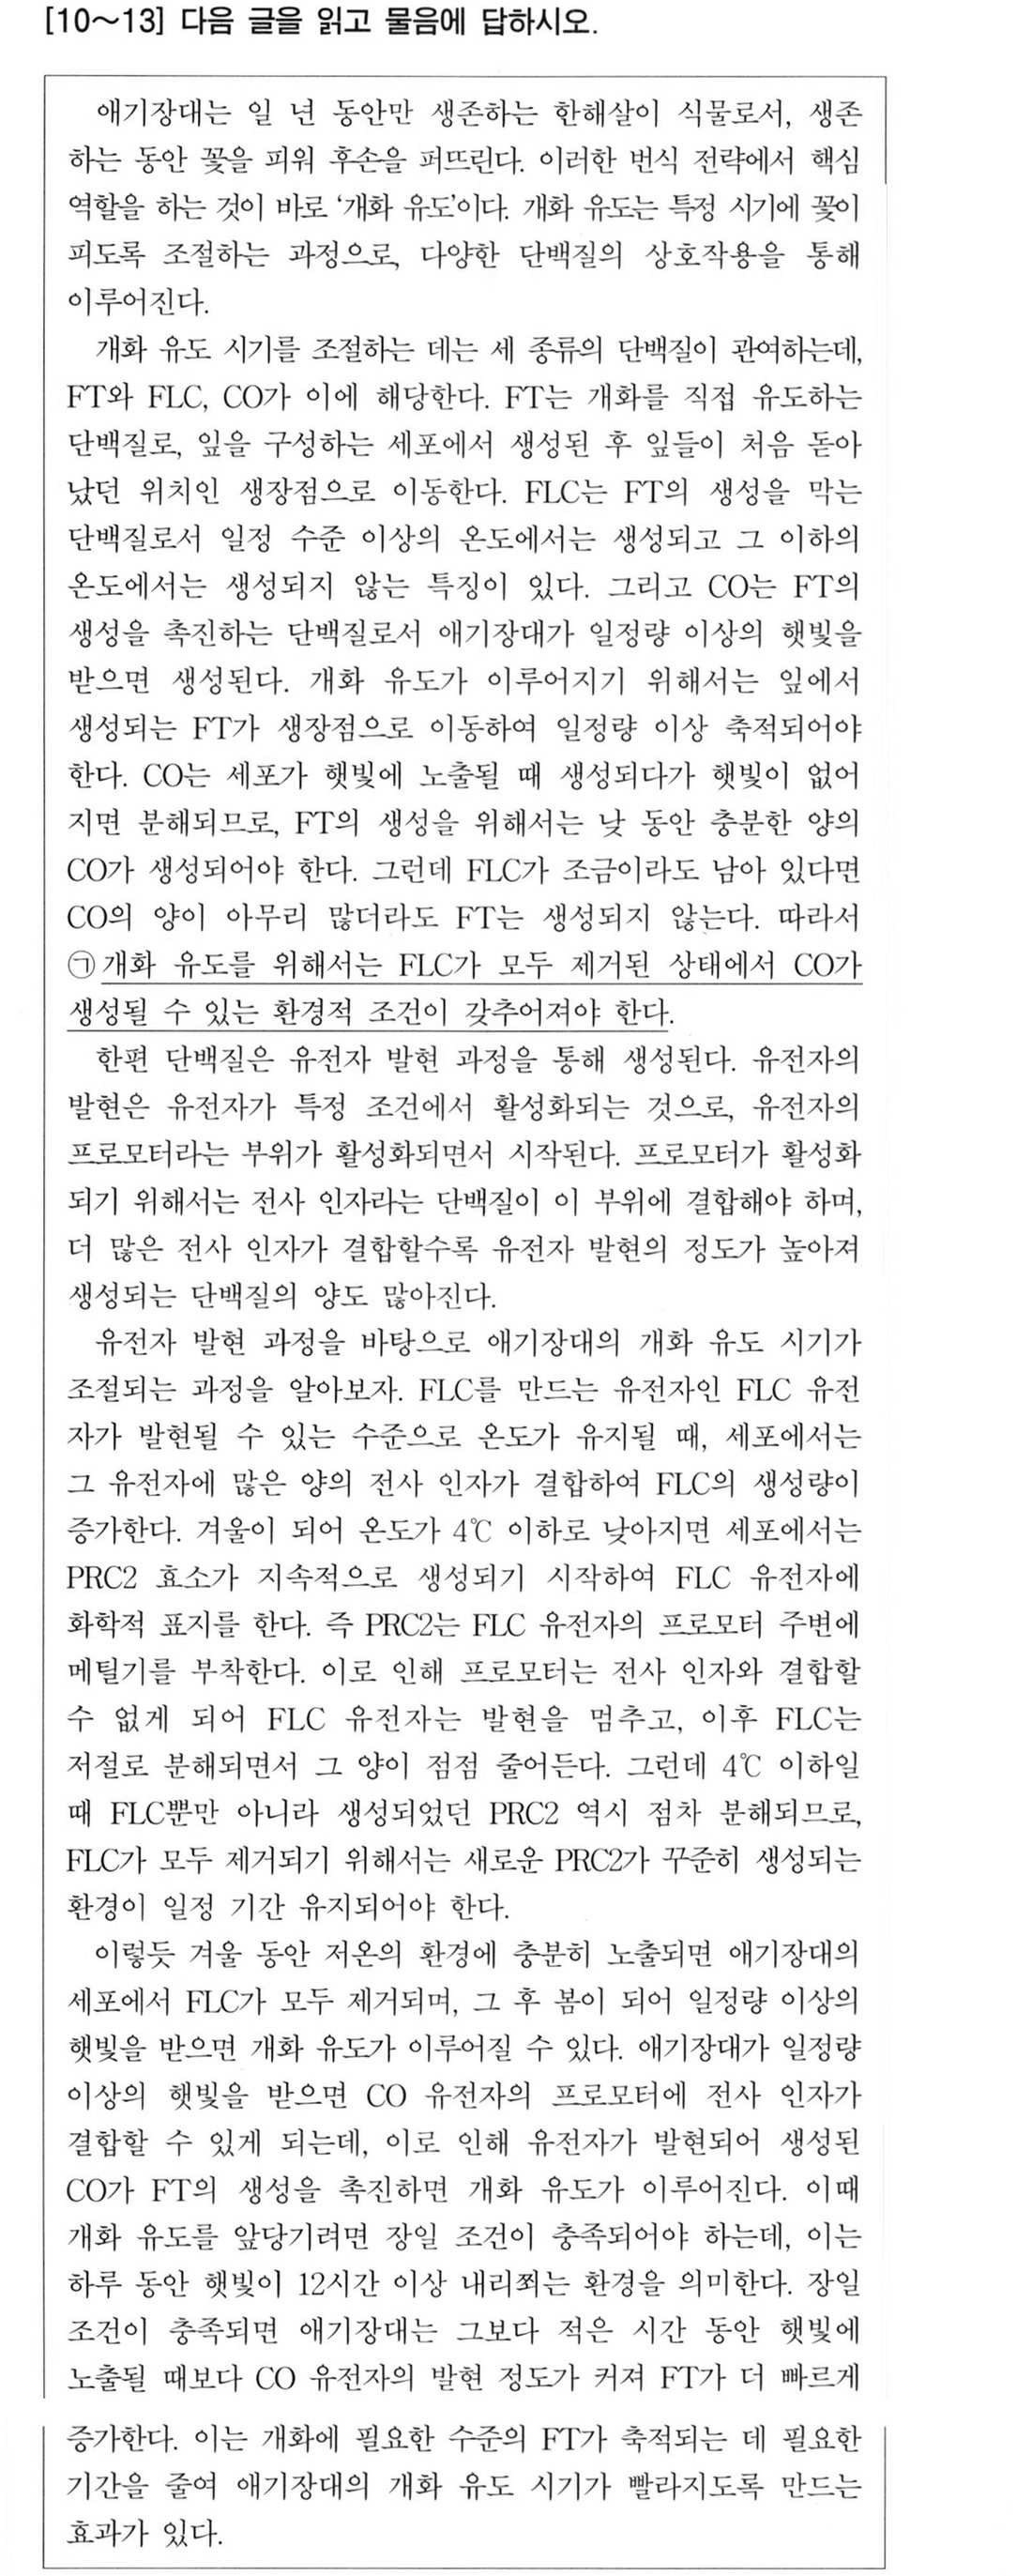 [10~13] 다음 글을 읽고 물음에 답하시오.
애기장대는 일 년 동안만 생존하는 한해살이 식물로서, 생존
하는 동안 꽃을 피워 후손을 퍼뜨린다. 이러한 번식 전략에서 핵심
역할을 하는 것이 바로 ‘개화 유도’이다. 개화 유도는 특정 시기에 꽃이
피도록 조절하는 과정으로, 다양한 단백질의 상호작용을 통해
이루어진다.
개화 유도 시기를 조절하는 데는 세 종류의 단백질이 관여하는데,
FT와 FLC, CO가 이에 해당한다. FT는 개화를 직접 유도하는
단백질로, 잎을 구성하는 세포에서 생성된 후 잎들이 처음 돋아
났던 위치인 생장점으로 이동한다. FLC는 FT의 생성을 막는
단백질로서 일정 수준 이상의 온도에서는 생성되고 그 이하의
온도에서는 생성되지 않는 특징이 있다. 그리고 CO는 FT의
생성을 촉진하는 단백질로서 애기장대가 일정량 이상의 햇빛을
받으면 생성된다. 개화 유도가 이루어지기 위해서는 잎에서
생성되는 FT가 생장점으로 이동하여 일정량 이상 축적되어야
한다. CO는 세포가 햇빛에 노출될 때 생성되다가 햇빛이 없어
지면 분해되므로, FT의 생성을 위해서는 낮 동안 충분한 양의
CO가 생성되어야 한다. 그런데 FLC가 조금이라도 남아 있다면
CO의 양이 아무리 많더라도 FT는 생성되지 않는다. 따라서
㉠개화 유도를 위해서는 FLC가 모두 제거된 상태에서 CO가
생성될 수 있는 환경적 조건이 갖추어져야 한다.
한편 단백질은 유전자 발현 과정을 통해 생성된다. 유전자의
발현은 유전자가 특정 조건에서 활성화되는 것으로, 유전자의
프로모터라는 부위가 활성화되면서 시작된다. 프로모터가 활성화
되기 위해서는 전사 인자라는 단백질이 이 부위에 결합해야 하며,
더 많은 전사 인자가 결합할수록 유전자 발현의 정도가 높아져
생성되는 단백질의 양도 많아진다.
유전자 발현 과정을 바탕으로 애기장대의 개화 유도 시기가
조절되는 과정을 알아보자. FLC를 만드는 유전자인 FLC 유전
자가 발현될 수 있는 수준으로 온도가 유지될 때, 세포에서는
그 유전자에 많은 양의 전사 인자가 결합하여 FLC의 생성량이
증가한다. 겨울이 되어 온도가 4℃ 이하로 낮아지면 세포에서는
PRC2 효소가 지속적으로 생성되기 시작하여 FLC 유전자에
화학적 표지를 한다. 즉 PRC2는 FLC 유전자의 프로모터 주변에
메틸기를 부착한다. 이로 인해 프로모터는 전사 인자와 결합할
수 없게 되어 FLC 유전자는 발현을 멈추고, 이후 FLC는
저절로 분해되면서 그 양이 점점 줄어든다. 그런데 4℃ 이하일
때 FLC뿐만 아니라 생성되었던 PRC2 역시 점차 분해되므로,
FLC가 모두 제거되기 위해서는 새로운 PRC2가 꾸준히 생성되는
환경이 일정 기간 유지되어야 한다.
이렇듯 겨울 동안 저온의 환경에 충분히 노출되면 애기장대의
세포에서 FLC가 모두 제거되며, 그 후 봄이 되어 일정량 이상의
햇빛을 받으면 개화 유도가 이루어질 수 있다. 애기장대가 일정량
이상의 햇빛을 받으면 CO 유전자의 프로모터에 전사 인자가
결합할 수 있게 되는데, 이로 인해 유전자가 발현되어 생성된
CO가 FT의 생성을 촉진하면 개화 유도가 이루어진다. 이때
개화 유도를 앞당기려면 장일 조건이 충족되어야 하는데, 이는
하루 동안 햇빛이 12시간 이상 내리쬐는 환경을 의미한다. 장일
조건이 충족되면 애기장대는 그보다 적은 시간 동안 햇빛에
노출될 때보다 CO 유전자의 발현 정도가 커져 FT가 더 빠르게
증가한다. 이는 개화에 필요한 수준의 FT가 축적되는 데 필요한
기간을 줄여 애기장대의 개화 유도 시기가 빨라지도록 만드는
효과가 있다.